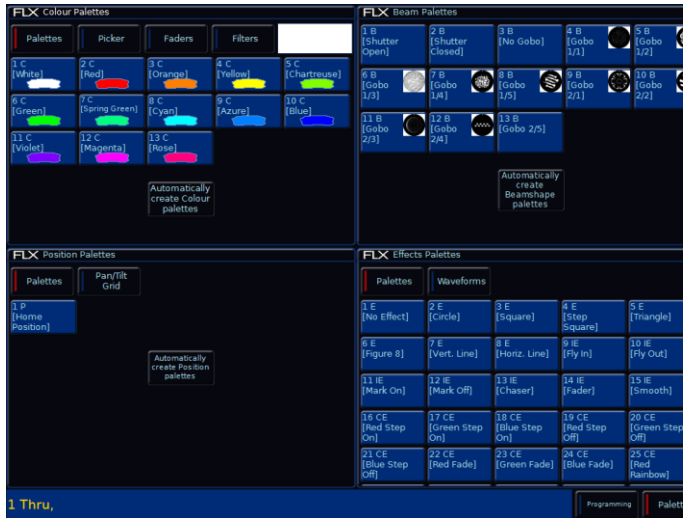 FLX Colour Palettes
Palettes
Picker
Faders
Filters
1 C
[White]
2 C
[Red]
3 C
[Orange]
4 C
[Yellow]
5 C
[Chartreuse]
6 C
[Green]
7 C
[Spring Green]
8 C
[Cyan]
9 C
[Azure]
10 C
[Blue]
11 C
[Violet]
12 C
[Magenta]
13 C
[Rose]
Automatically
create Colour
palettes
FLX Beam Palettes
1 B
[Shutter
Open]
2 B
[Shutter
Closed]
3 B
[No Gobo]
4 B
[Gobo
1/1]
5 B
[Gobo
1/2]
6 B
[Gobo
1/3]
7 B
[Gobo
1/4]
8 B
[Gobo
1/5]
9 B
[Gobo
2/1]
10 B
[Gobo
2/2]
11 B
[Gobo
2/3]
12 B
[Gobo
2/4]
13 B
[Gobo 2/5]
Automatically
create
Beamshape
palettes
FLX Position Palettes
Palettes
Pan/Tilt
Grid
1 P
[Home
Position]
Automatically
create Position
palettes
FLX Effects Palettes
Palettes
Waveforms
1 E
[No Effect]
2 E
[Circle]
3 E
[Square]
4 E
[Step
Square]
5 E
[Triangle]
6 E
[Figure 8]
7 E
[Vert. Line]
8 E
[Horiz. Line]
9 IE
[Fly In]
10 IE
[Fly Out]
11 IE
[Mark On]
12 IE
[Mark Off]
13 IE
[Chaser]
14 IE
[Fader]
15 IE
[Smooth]
16 CE
[Red Step
On]
17 CE
[Green Step
On]
18 CE
[Blue Step
On]
19 CE
[Red Step
Off]
20 CE
[Green Step
Off]
21 CE
[Blue Step
Off]
22 CE
[Red Fade]
23 CE
[Green Fade]
24 CE
[Blue Fade]
25 CE
[Red
Rainbow]
1 Thru,
Programming
Palett